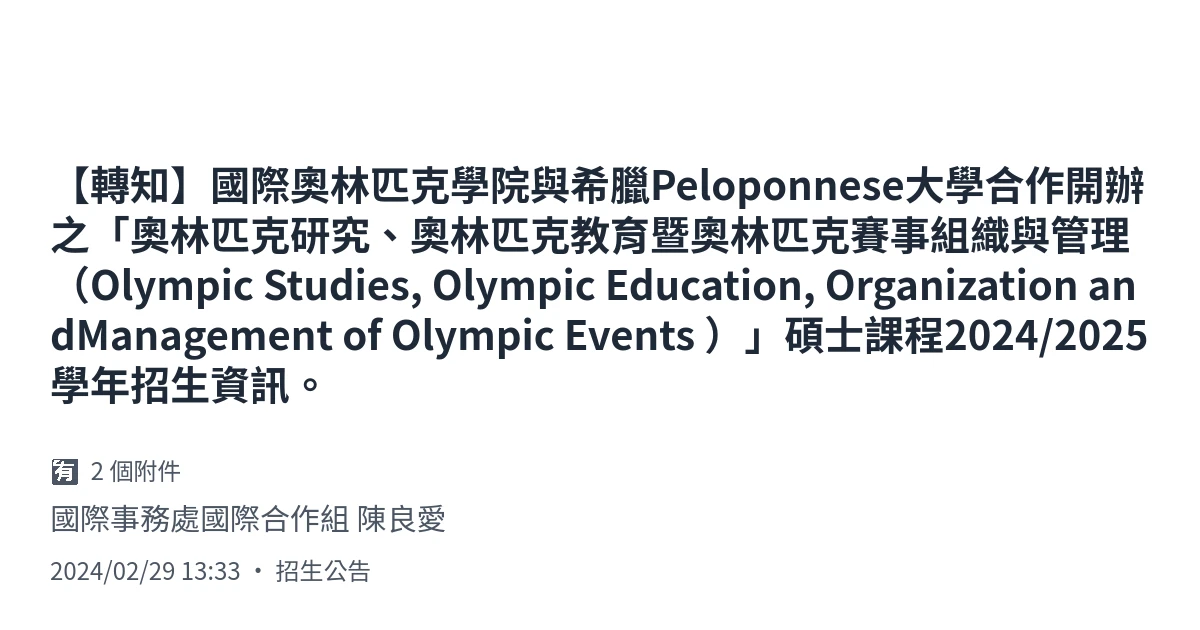 【轉知】國際奧林匹克學院與希臘Peloponnese大學合作開辦
之「奧林匹克研究、奧林匹克教育暨奧林匹克賽事組織與管理
（Olympic Studies, Olympic Education, Organization an
dManagement of Olympic Events ）」碩士課程2024/2025
學年招生資訊。
有 2 個附件
國際事務處國際合作組 陳良愛
2024/02/29 13:33 ・ 招生公告